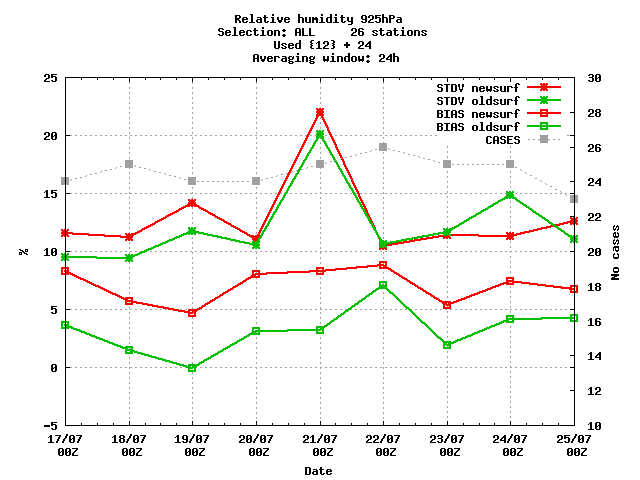 Relative humidity 925hPa
Selection: ALL     26 stations
Used {12} + 24
Averaging window: 24h
STDV newsurf
STDV oldsurf
BIAS newsurf
BIAS oldsurf
CASES
25
20
15
10
5
0
-5
%
30
28
26
24
22
20
18
16
14
12
10
No cases
17/07 18/07 19/07 20/07 21/07 22/07 23/07 24/07 25/07
00Z 00Z 00Z 00Z 00Z 00Z 00Z 00Z 00Z
Date